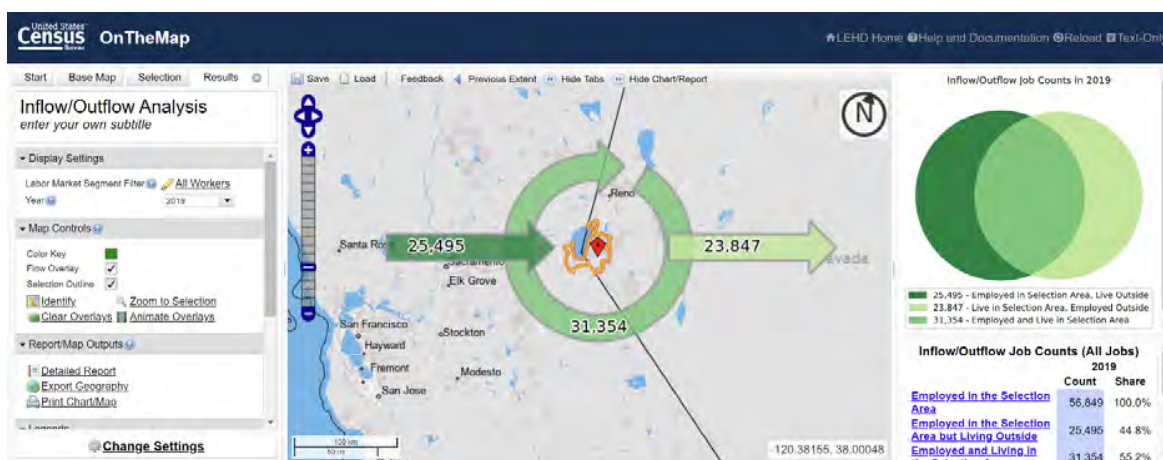 United States
Census
Bureau
OnTheMap
LEHD Home Help and Documentation Reload Text-Only
Start Base Map Selection Results
Save Load Feedback Previous Extent Hide Tabs Hide Chart/Report
Inflow/Outflow Analysis
enter your own subtitle
Display Settings
Labor Market Segment Filter All Workers
Year 2019
Map Controls
Color Key
Flow Overlay
Selection Outline
Identify Zoom to Selection
Clear Overlays Animate Overlays
Report/Map Outputs
Detailed Report
Export Geography
Print Chart/Map
Legends
Change Settings
N
Reno
Santa Ro
25,495
23,847
evada
Sacramento
Elk Grove
31,354
San Francisco
Stockton
Hayward
Fremont
Modesto
San Jose
100 km
50 mi
-120.38155, 38.00048
Inflow/Outflow Job Counts in 2019
25,495 - Employed in Selection Area, Live Outside
23,847 - Live in Selection Area, Employed Outside
31,354 - Employed and Live in Selection Area
Inflow/Outflow Job Counts (All Jobs)
2019
Count Share
Employed in the Selection
Area 56,849 100.0%
Employed in the Selection
Area but Living Outside 25,495 44.8%
Employed and Living in
the Selection Area 31,354 55.2%